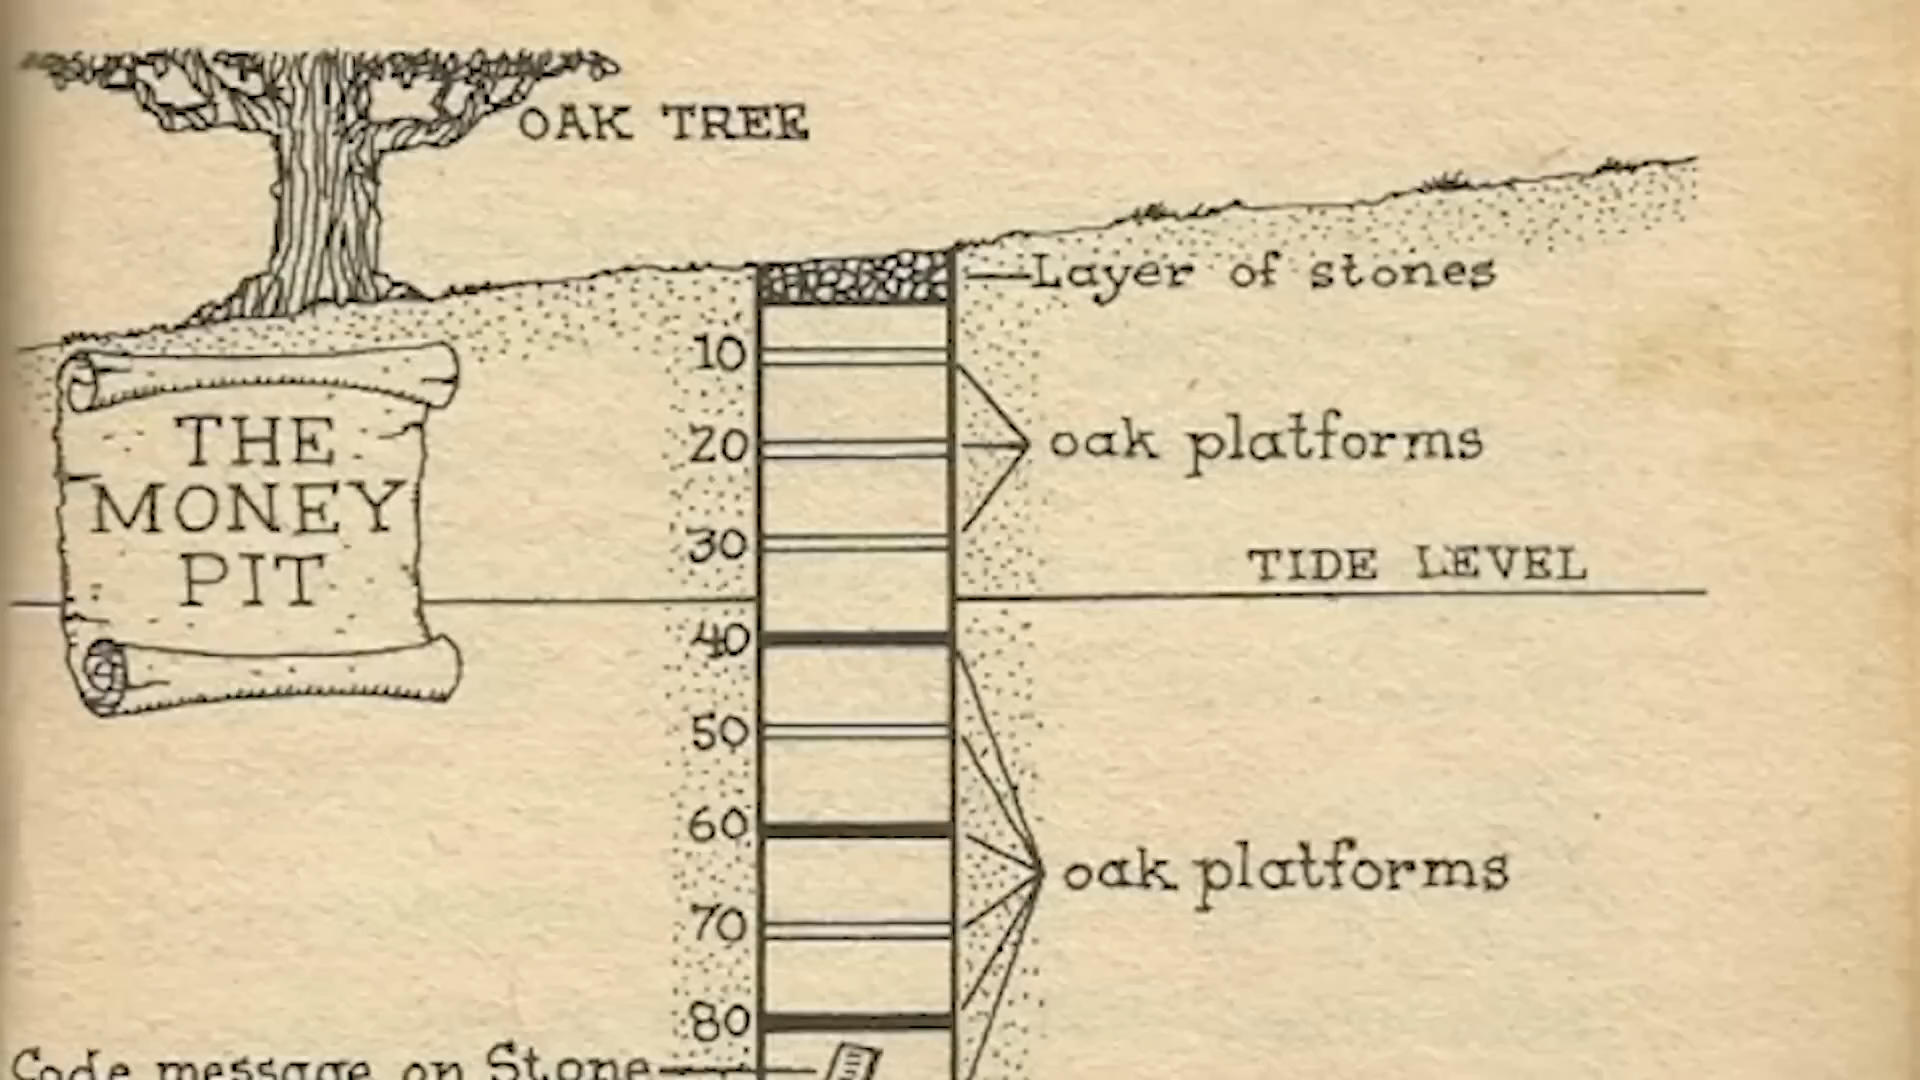 OAK TREE
Layer of stones
10
20
oak platforms
30
THE
MONEY
PIT
TIDE LEVEL
40
50
60
oak platforms
70
80
Code message on Stone